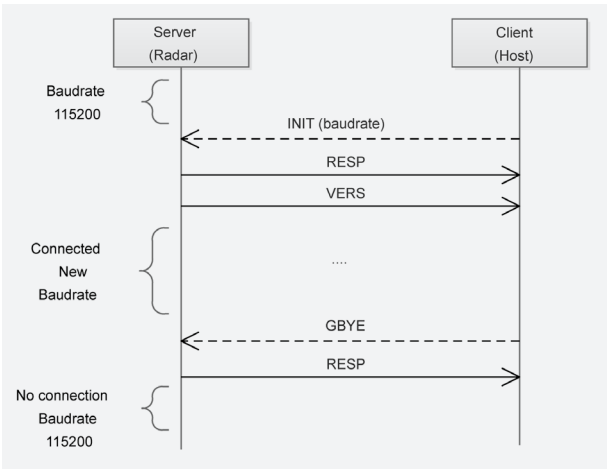 Server
(Radar)
Client
(Host)
Baudrate
115200
INIT (baudrate)
RESP
VERS
Connected
New
Baudrate
....
GBYE
RESP
No connection
Baudrate
115200